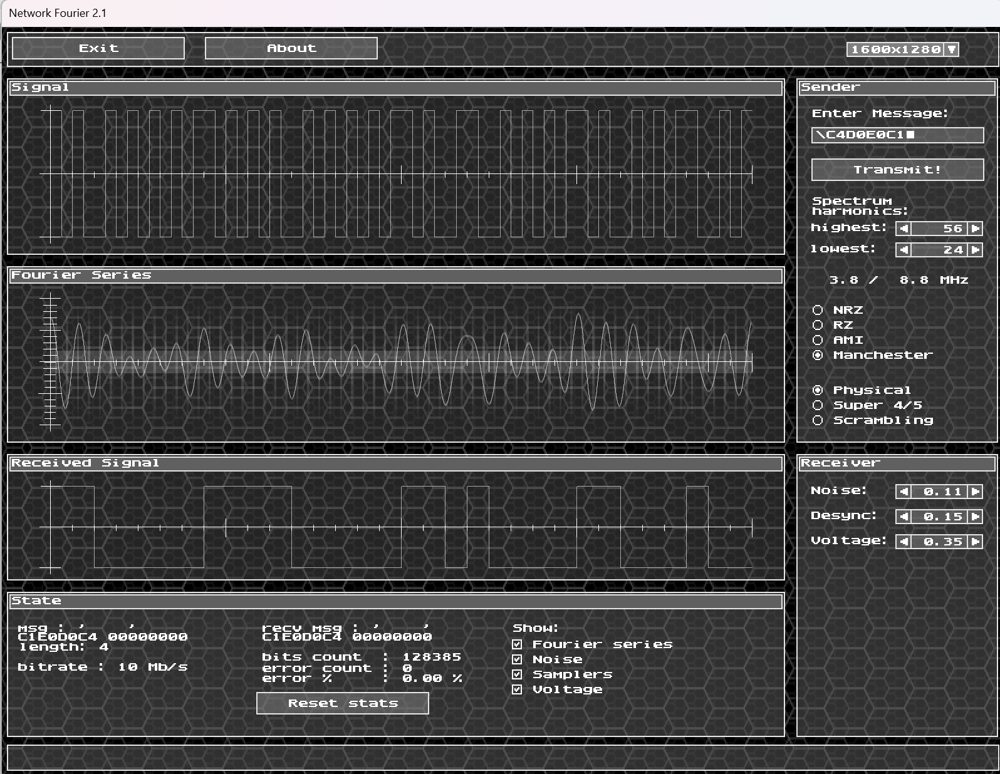 Network Fourier 2.1
Exit
About
1600x1280
Signal
Sender
Enter Message:
\C4D0E0C1
Transmit!
Spectrum
harmonics:
highest: 56
lowest: 24
3.8 / 8.8 MHz
NRZ
RZ
AMI
Manchester
Physical
Super 4/5
Scrambling
Fourier Series
Received Signal
Receiver
Noise: 0.11
Desync: 0.15
Voltage: 0.35
State
msg : ' '
C1E0D0C4 00000000
length: 4
bitrate : 10 Mb/s
recv msg : ' '
C1E0D0C4 00000000
bits count : 128385
error count : 0
error % : 0.00 %
Reset stats
Show:
Fourier series
Noise
Samplers
Voltage